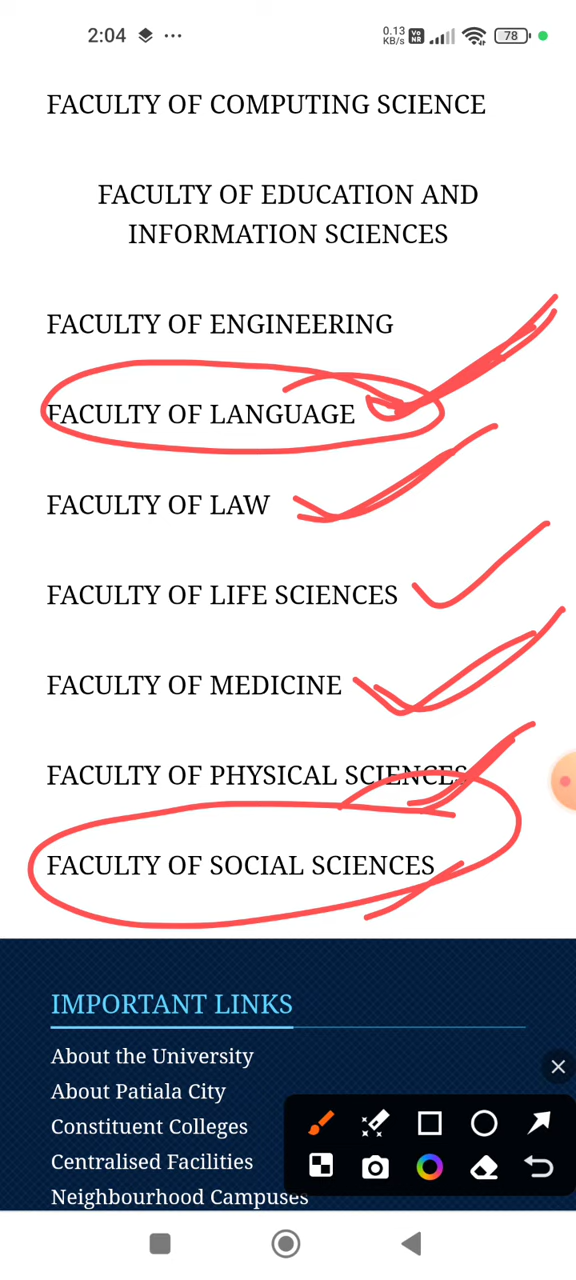 2:04
0.13
KB/s
Vo
NR
78
FACULTY OF COMPUTING SCIENCE
FACULTY OF EDUCATION AND
INFORMATION SCIENCES
FACULTY OF ENGINEERING
FACULTY OF LANGUAGE
FACULTY OF LAW
FACULTY OF LIFE SCIENCES
FACULTY OF MEDICINE
FACULTY OF PHYSICAL SCIENCES
FACULTY OF SOCIAL SCIENCES
IMPORTANT LINKS
About the University
About Patiala City
Constituent Colleges
Centralised Facilities
Neighbourhood Campuses